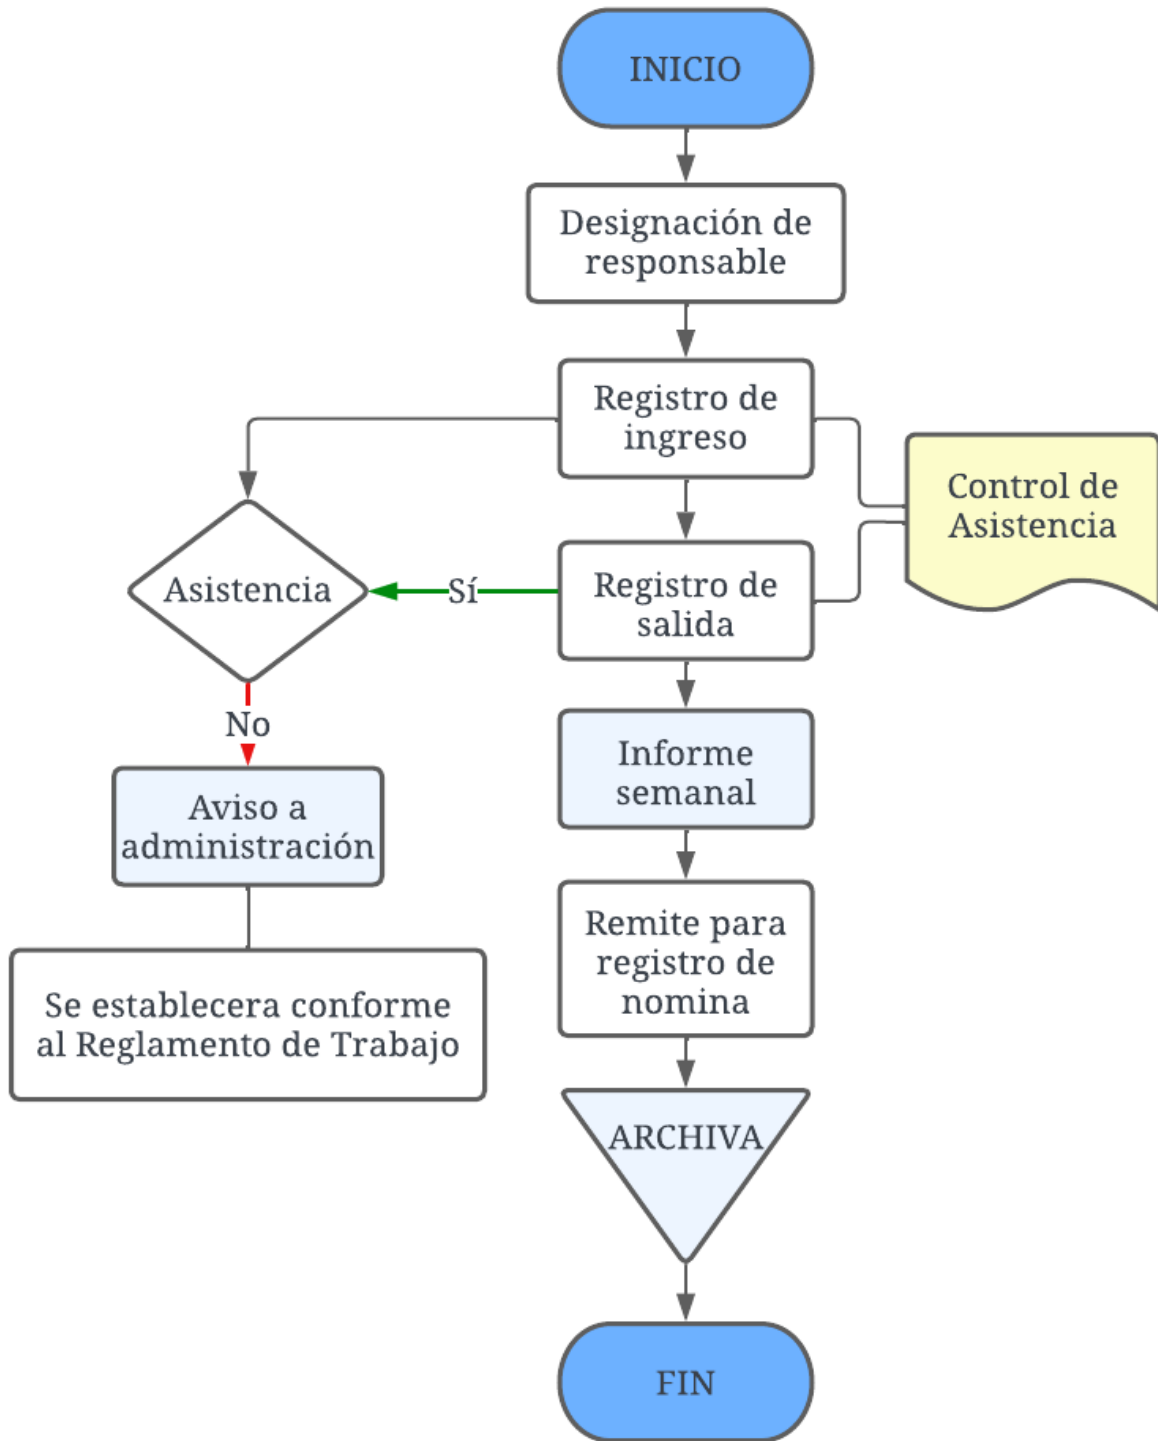 INICIO
Designación de
responsable
Registro de
ingreso
Control de
Asistencia
Asistencia
Sí
Registro de
salida
No
Informe
semanal
Aviso a
administración
Remite para
registro de
nomina
Se establecera conforme
al Reglamento de Trabajo
ARCHIVA
FIN